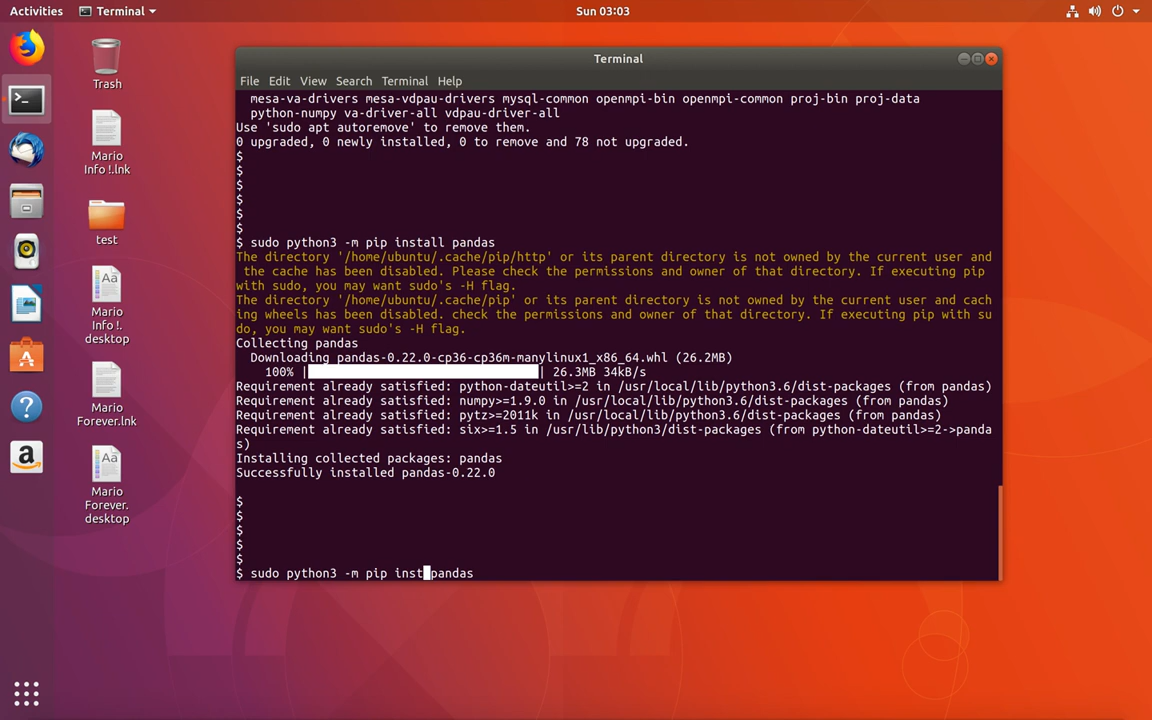 Activities
Terminal
Sun 03:03
Trash
Mario
Info !.lnk
test
Mario
Info !.
desktop
Mario
Forever.lnk
Mario
Forever.
desktop
Terminal
File Edit View Search Terminal Help
mesa-va-drivers mesa-vdpau-drivers mysql-common openmpi-bin openmpi-common proj-bin proj-data
python-numpy va-driver-all vdpau-driver-all
Use 'sudo apt autoremove' to remove them.
0 upgraded, 0 newly installed, 0 to remove and 78 not upgraded.
$
$
$
$
$
$
$ sudo python3 -m pip install pandas
The directory '/home/ubuntu/.cache/pip/http' or its parent directory is not owned by the current user and
the cache has been disabled. Please check the permissions and owner of that directory. If executing pip
with sudo, you may want sudo's -H flag.
The directory '/home/ubuntu/.cache/pip' or its parent directory is not owned by the current user and cach
ing wheels has been disabled. check the permissions and owner of that directory. If executing pip with su
do, you may want sudo's -H flag.
Collecting pandas
Downloading pandas-0.22.0-cp36-cp36m-manylinux1_x86_64.whl (26.2MB)
100% | | 26.3MB 34kB/s
Requirement already satisfied: python-dateutil>=2 in /usr/local/lib/python3.6/dist-packages (from pandas)
Requirement already satisfied: numpy>=1.9.0 in /usr/local/lib/python3.6/dist-packages (from pandas)
Requirement already satisfied: pytz>=2011k in /usr/local/lib/python3.6/dist-packages (from pandas)
Requirement already satisfied: six>=1.5 in /usr/lib/python3/dist-packages (from python-dateutil>=2->panda
s)
Installing collected packages: pandas
Successfully installed pandas-0.22.0
$
$
$
$
$
$ sudo python3 -m pip inst pandas